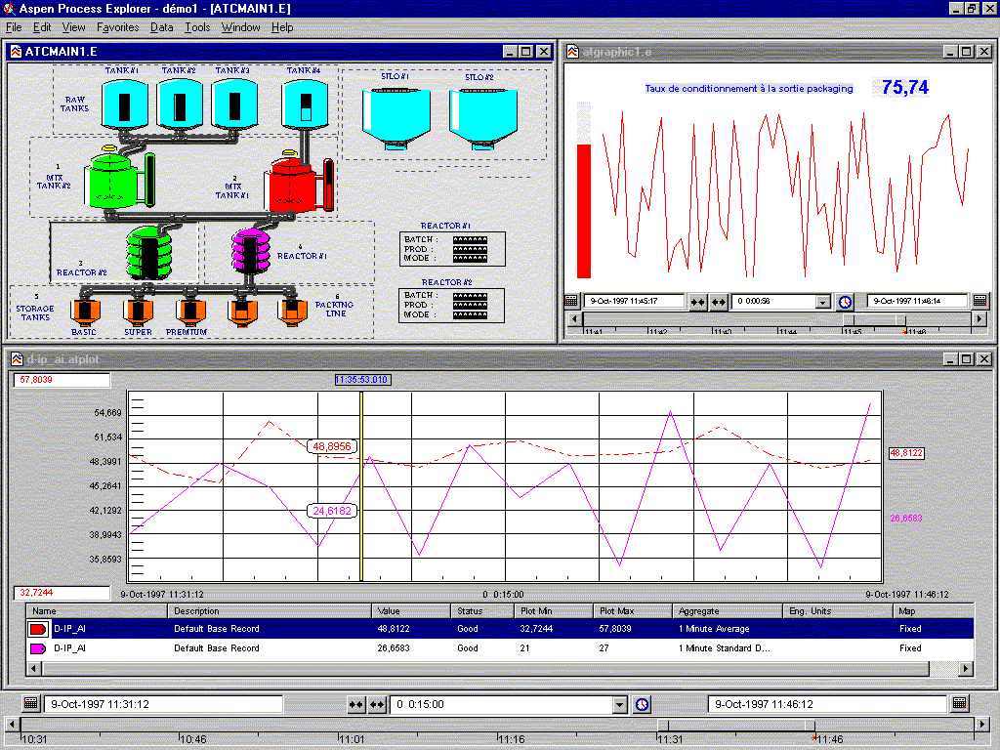 Aspen Process Explorer - démo1 - [ATCMAIN1.E]
File Edit View Favorites Data Tools Window Help
ATCMAIN1.E
TANK#1 TANK#2 TANK#3 TANK#4
RAW
TANKS
SILO#1 SILO#2
1
MIX
TANK#2
2
MIX
TANK#1
3
REACTOR#2
4
REACTOR#1
REACTOR#1
BATCH : ^^^^^^
PROD : ^^^^^^
MODE : ^^^^^^
REACTOR#2
BATCH : ^^^^^^
PROD : ^^^^^^
MODE : ^^^^^^
5
STORAGE
TANKS
6
PACKING
LINE
BASIC SUPER PREMIUM
atgraphic1.e
Taux de conditionnement à la sortie packaging 75,74
9-Oct-1997 11:45:17 0 0:00:56 9-Oct-1997 11:46:14
11:41 11:42 11:43 11:44 11:45 11:46
d-ip_ai.atplot
57,8039
11:35:53.010
54,669
51,534
48,3991
45,2641
42,1292
38,9943
35,8593
48,8956
24,6182
48,8122
26,6583
32,7244
9-Oct-1997 11:31:12 0 0:15:00 9-Oct-1997 11:46:12
Name Description Value Status Plot Min Plot Max Aggregate Eng. Units Map
D-IP_AI Default Base Record 48,8122 Good 32,7244 57,8039 1 Minute Average Fixed
D-IP_AI Default Base Record 26,6583 Good 21 27 1 Minute Standard D... Fixed
9-Oct-1997 11:31:12 0 0:15:00 9-Oct-1997 11:46:12
10:31 10:46 11:01 11:16 11:31 11:46